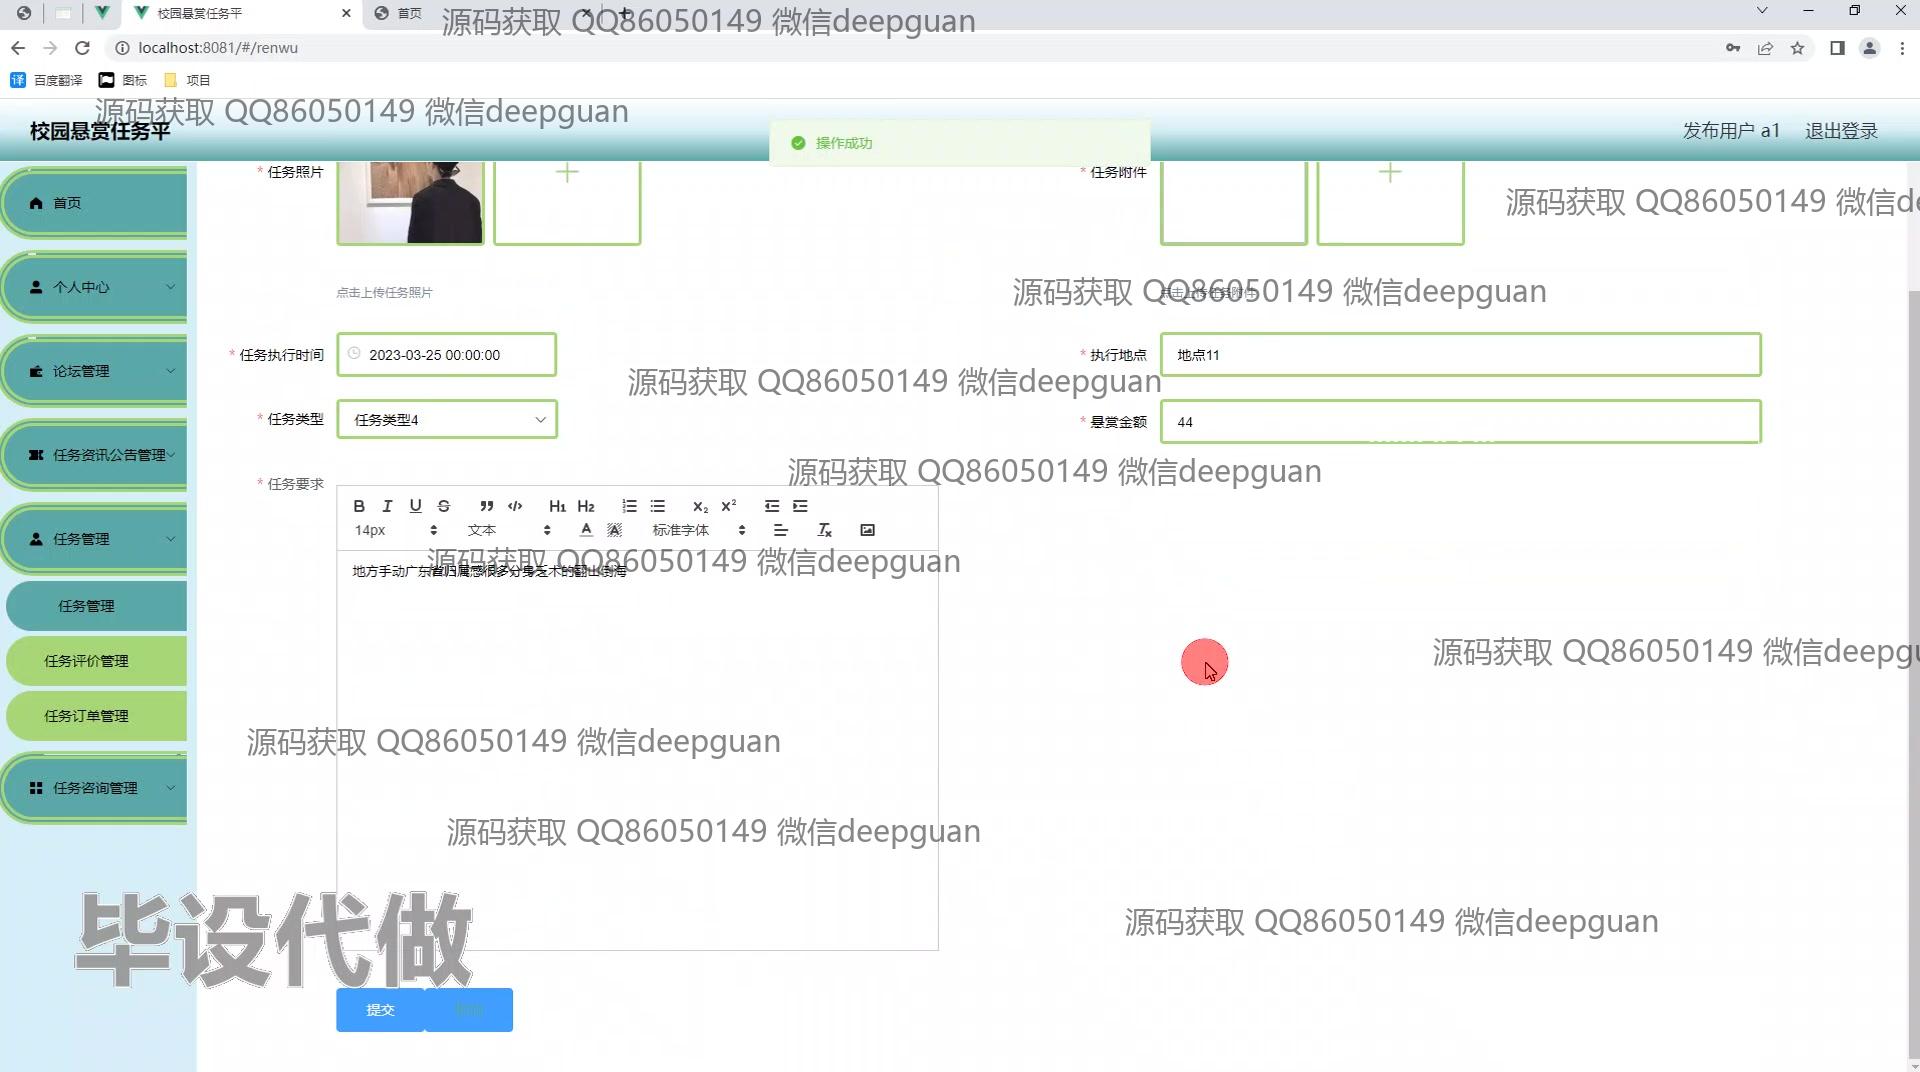 校园悬赏任务平
首页
源码获取 QQ86050149 微信deepguan
localhost:8081/#/renwu
百度翻译
图标
项目
源码获取 QQ86050149 微信deepguan
校园悬赏任务平
操作成功
发布用户 a1
退出登录
* 任务照片
* 任务附件
首页
源码获取 QQ86050149 微信de
个人中心
点击上传任务照片
源码获取 QQ86050149 微信deepguan
点击上传任务附件
* 任务执行时间
2023-03-25 00:00:00
* 执行地点
地点11
论坛管理
源码获取 QQ86050149 微信deepguan
* 任务类型
任务类型4
* 悬赏金额
44
任务资讯公告管理
源码获取 QQ86050149 微信deepguan
* 任务要求
B I U S ” </> H1 H2 x2 x2
14px
文本
A
标准字体
任务管理
源码获取 QQ86050149 微信deepguan
地方手动广东省归属感很多分身乏术的翻山倒海
任务管理
任务评价管理
源码获取 QQ86050149 微信deepgu
任务订单管理
源码获取 QQ86050149 微信deepguan
任务咨询管理
源码获取 QQ86050149 微信deepguan
源码获取 QQ86050149 微信deepguan
毕设代做
提交